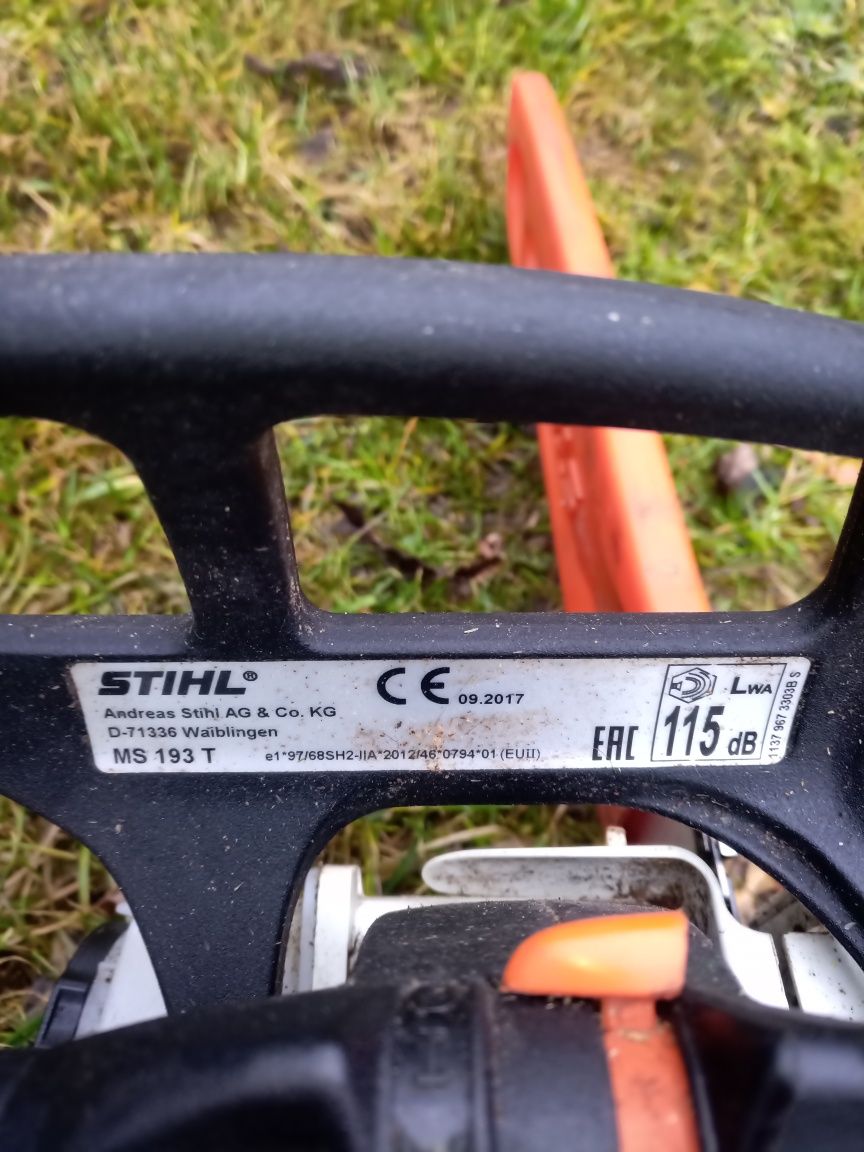 STIHL®
Andreas Stihl AG & Co. KG
D-71336 Waiblingen
MS 193 T
CE 09.2017
e1*97/68SH2-IIA*2012/46*0794*01 (EUII)
EAC
LWA
115 dB
1137 967 3303B S